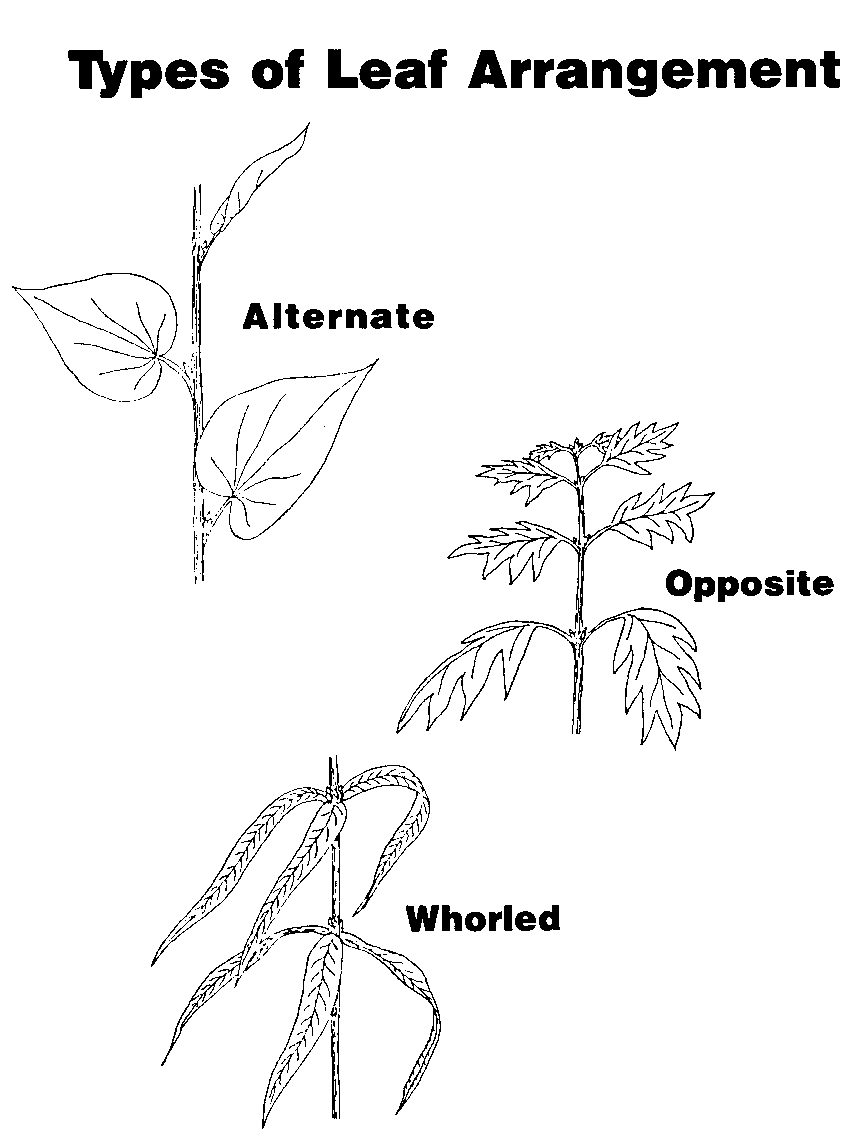 Types of Leaf Arrangement
Alternate
Opposite
Whorled